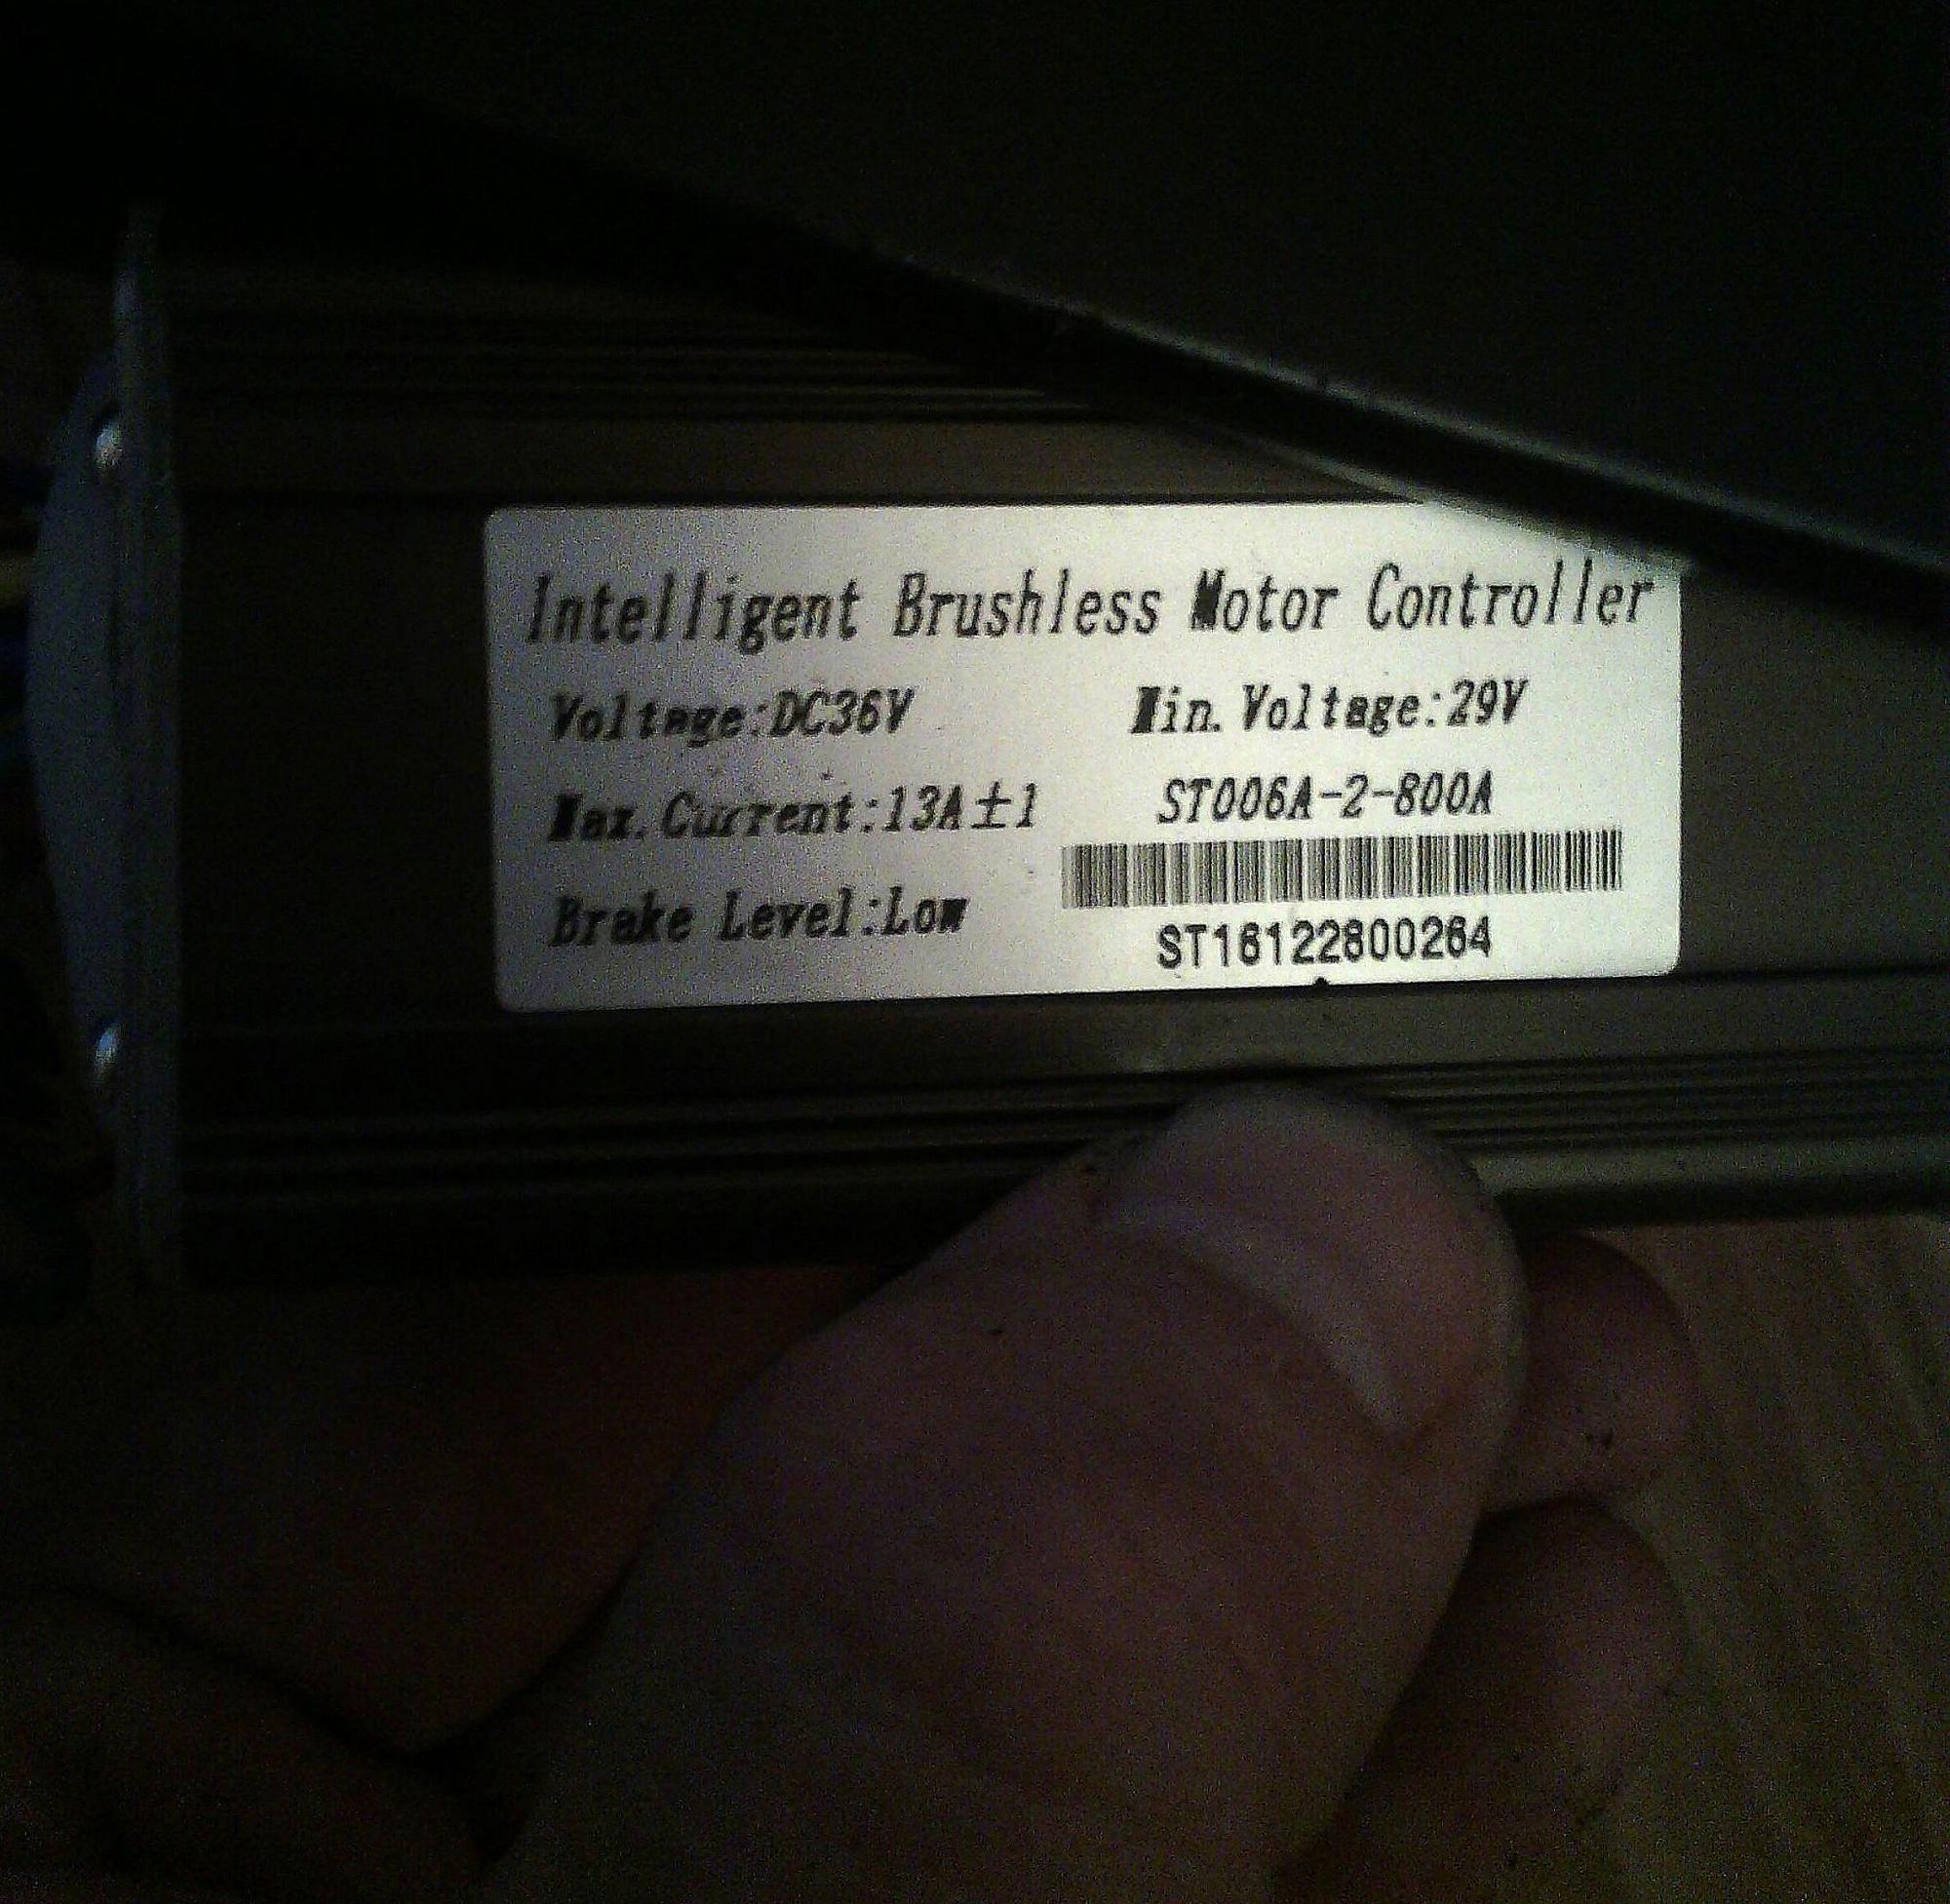 Intelligent Brushless Motor Controller
Voltage:DC36V Min. Voltage:29V
Max. Current:13A±1 ST006A-2-800A
Brake Level:Low
ST16122800264